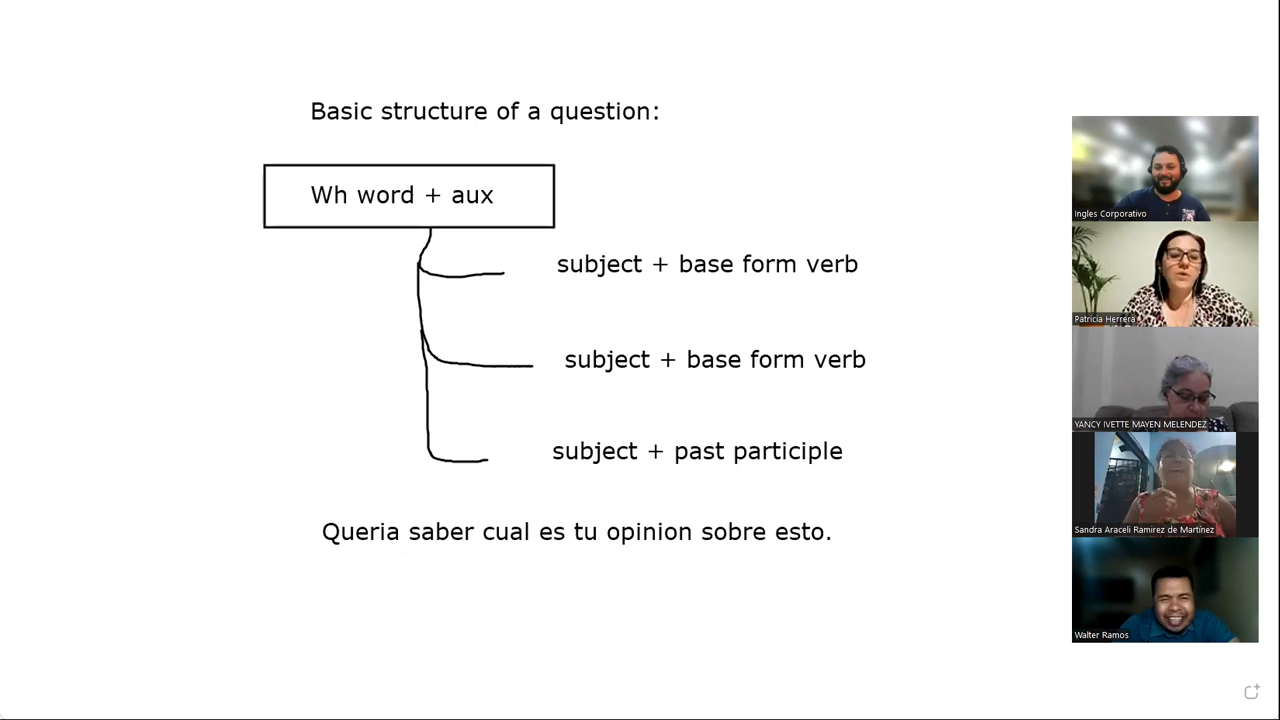 Basic structure of a question:
Wh word + aux
subject + base form verb
subject + base form verb
subject + past participle
Queria saber cual es tu opinion sobre esto.
Ingles Corporativo
Patricia Herrera
YANCY IVETTE MAYEN MELENDEZ
Sandra Araceli Ramirez de Martínez
Walter Ramos